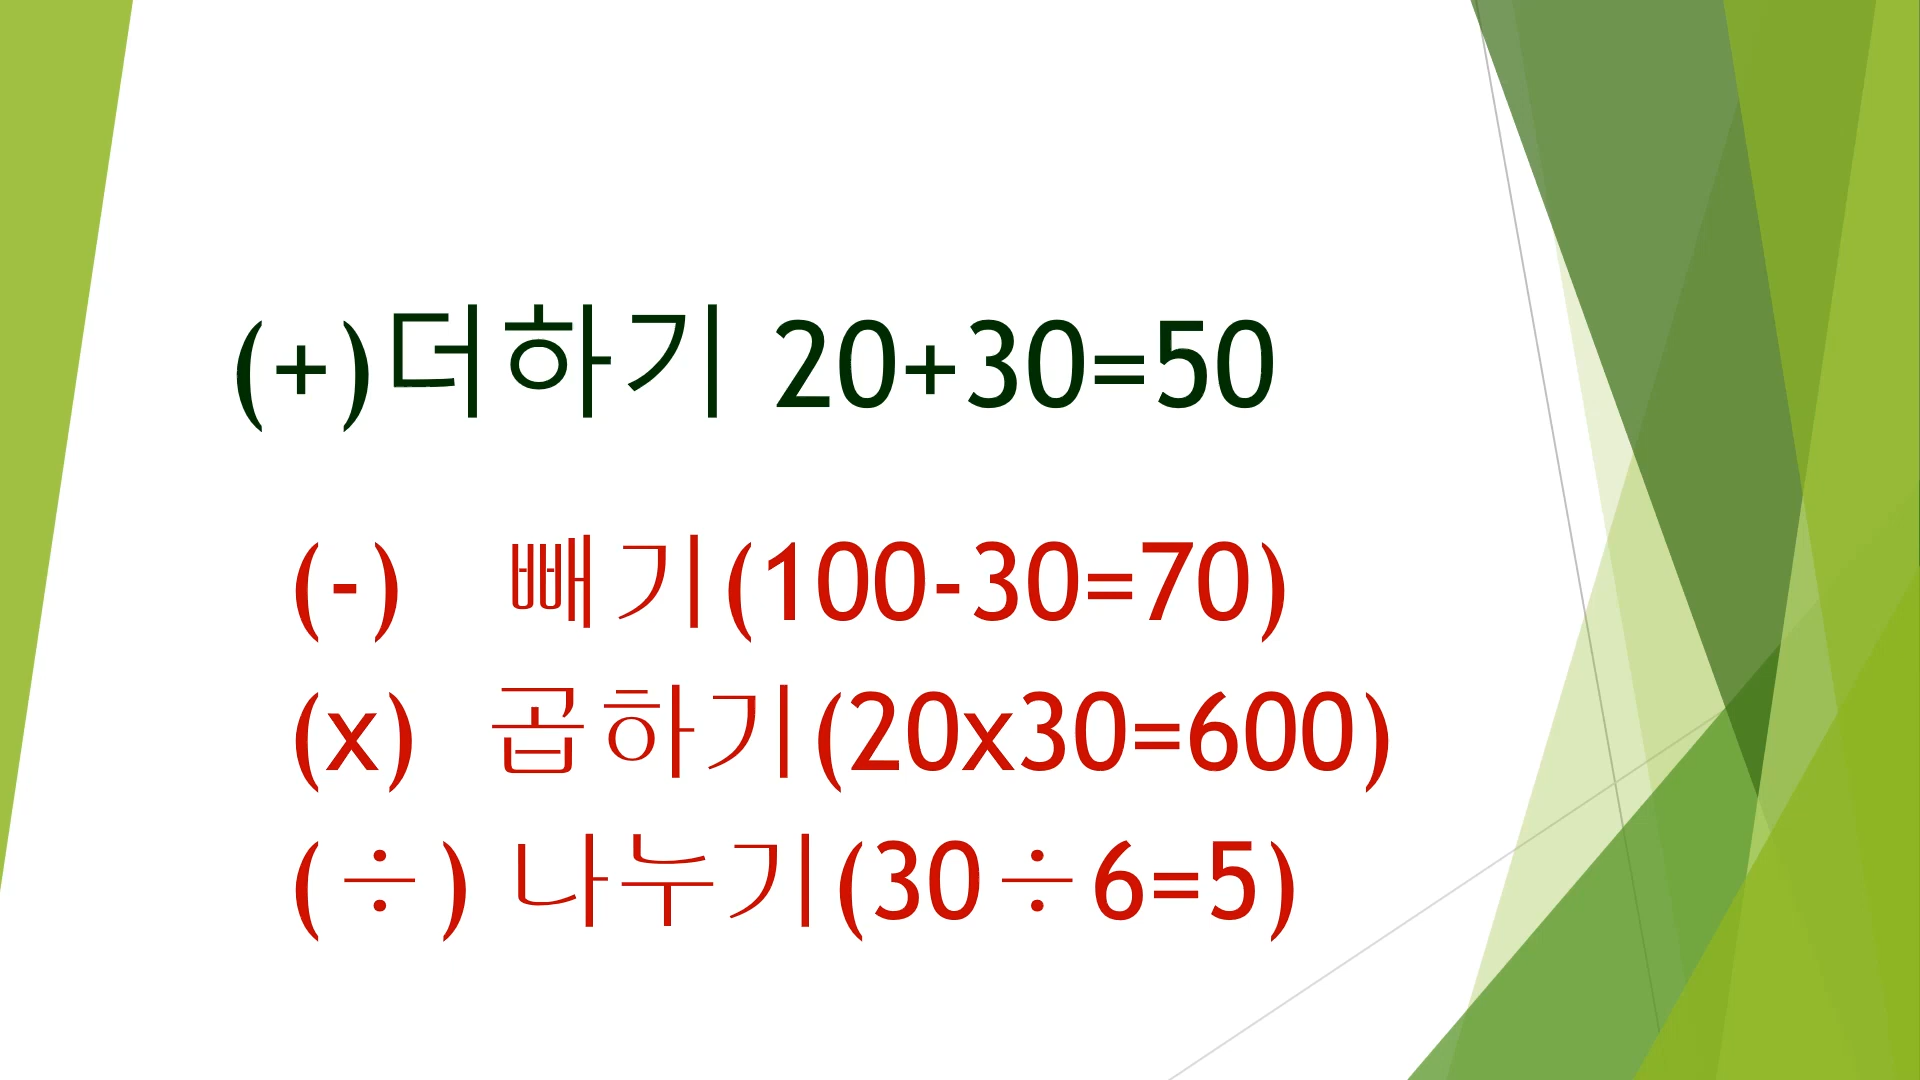 (+)더하기 20+30=50
(-) 빼기(100-30=70)
(x) 곱하기(20x30=600)
(÷) 나누기(30÷6=5)